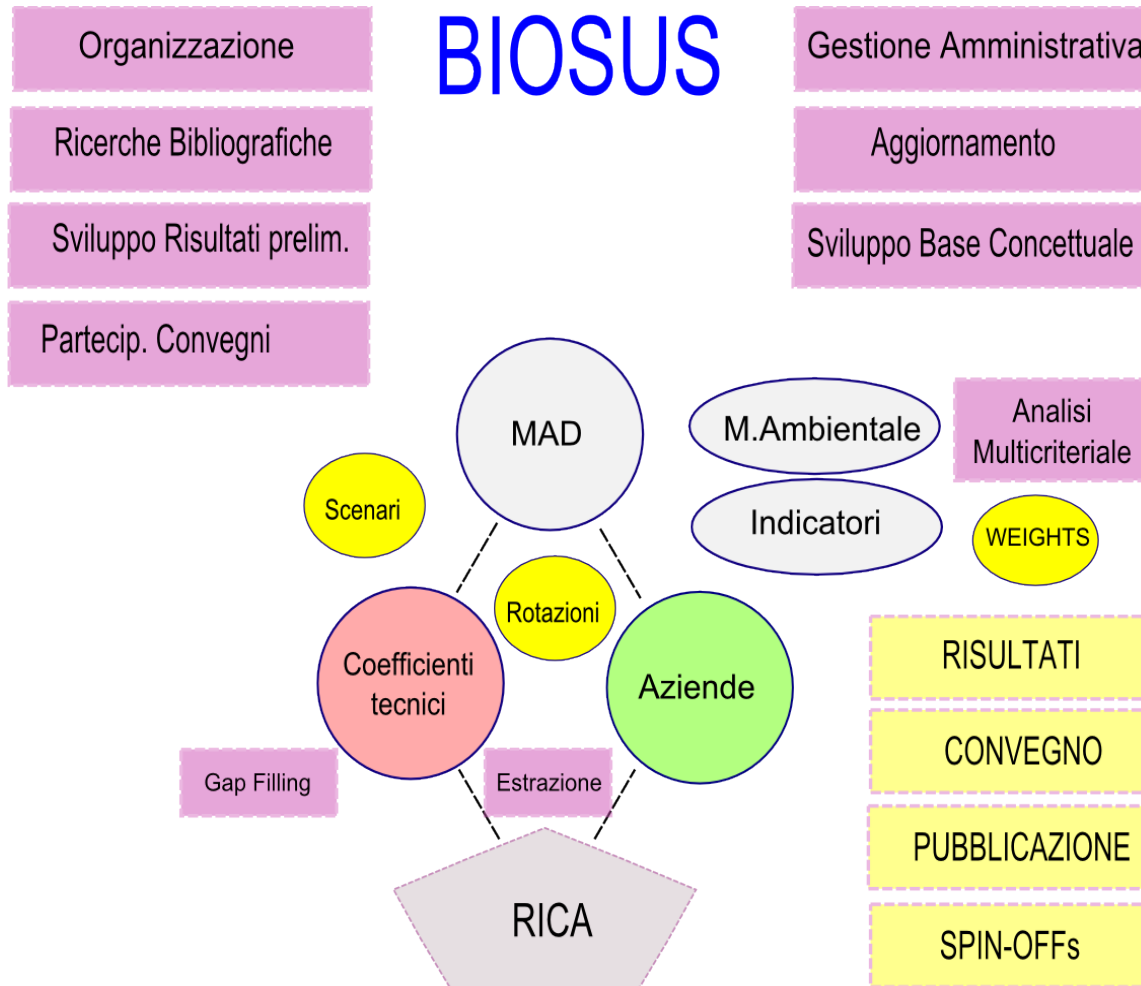 BIOSUS
Organizzazione
Gestione Amministrativa
Ricerche Bibliografiche
Aggiornamento
Sviluppo Risultati prelim.
Sviluppo Base Concettuale
Partecip. Convegni
MAD
M.Ambientale
Analisi
Multicriteriale
Scenari
Indicatori
WEIGHTS
Rotazioni
Coefficienti
tecnici
Aziende
RISULTATI
CONVEGNO
Gap Filling
Estrazione
PUBBLICAZIONE
RICA
SPIN-OFFs